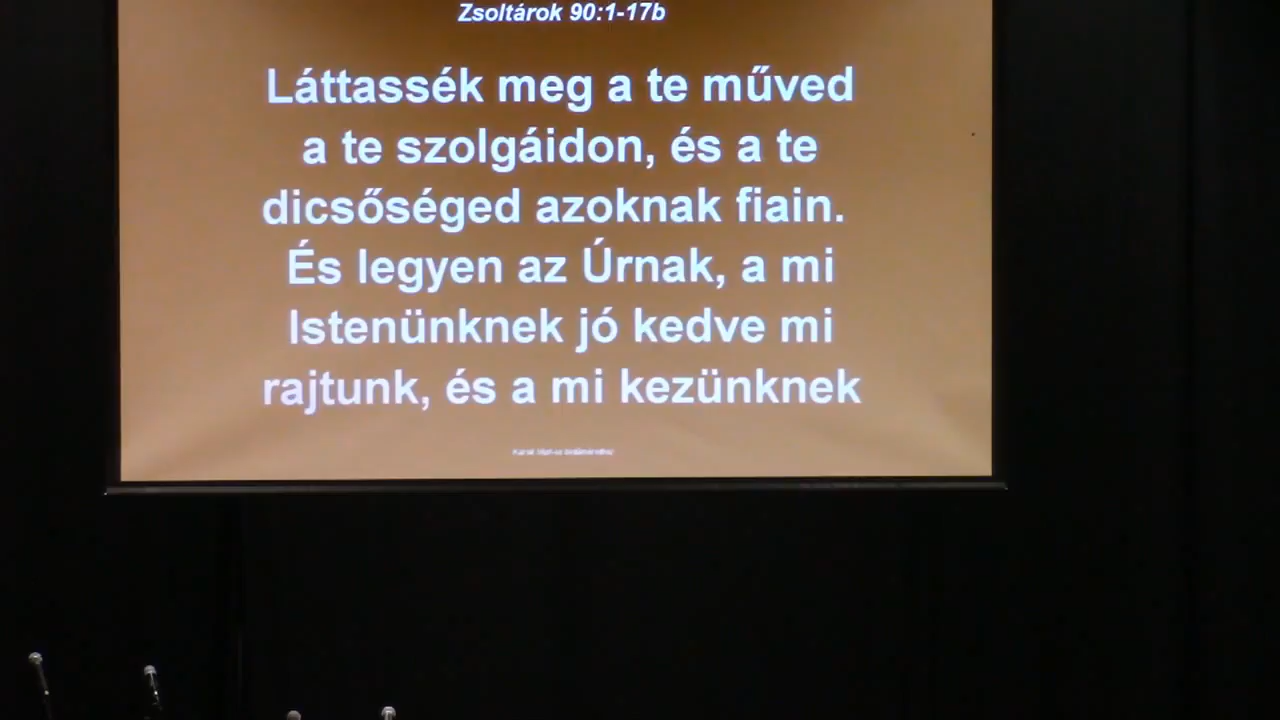 Zsoltárok 90:1-17b
Láttassék meg a te műved
a te szolgáidon, és a te
dicsőséged azoknak fiain.
És legyen az Úrnak, a mi
Istenünknek jó kedve mi
rajtunk, és a mi kezünknek